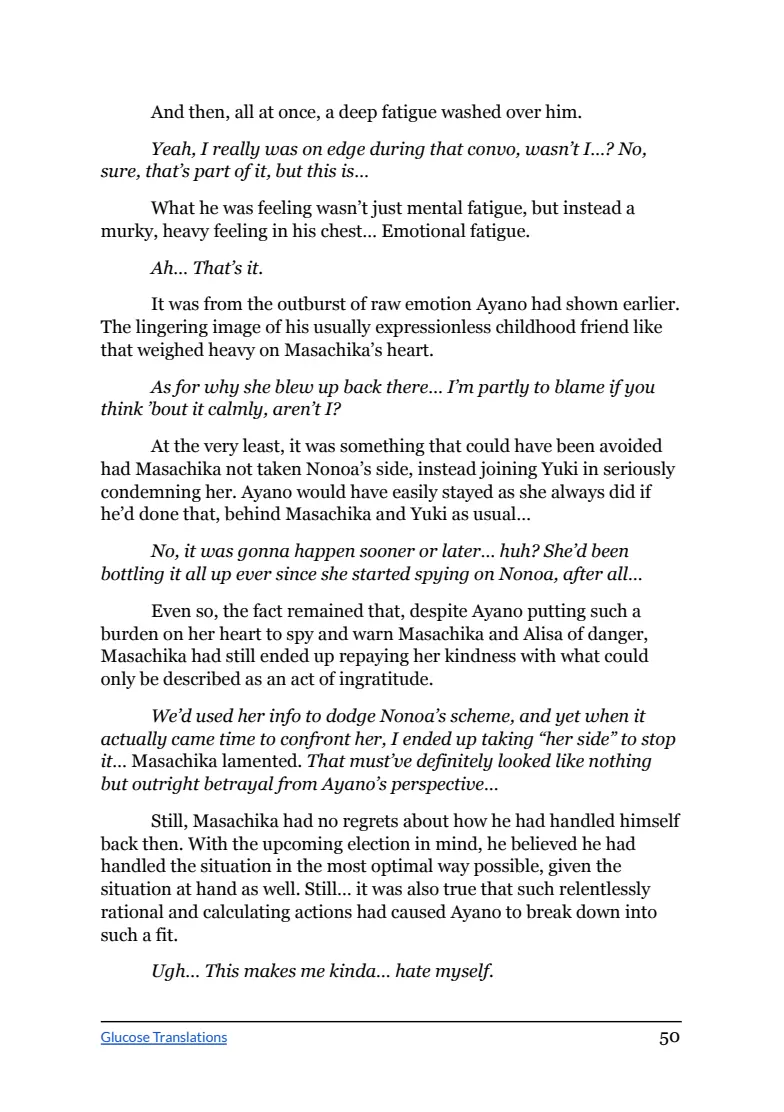 And then, all at once, a deep fatigue washed over him.
Yeah, I really was on edge during that convo, wasn’t I…? No,
sure, that’s part of it, but this is…
What he was feeling wasn’t just mental fatigue, but instead a
murky, heavy feeling in his chest… Emotional fatigue.
Ah… That’s it.
It was from the outburst of raw emotion Ayano had shown earlier.
The lingering image of his usually expressionless childhood friend like
that weighed heavy on Masachika’s heart.
As for why she blew up back there… I’m partly to blame if you
think ’bout it calmly, aren’t I?
At the very least, it was something that could have been avoided
had Masachika not taken Nonoa’s side, instead joining Yuki in seriously
condemning her. Ayano would have easily stayed as she always did if
he’d done that, behind Masachika and Yuki as usual…
No, it was gonna happen sooner or later… huh? She’d been
bottling it all up ever since she started spying on Nonoa, after all…
Even so, the fact remained that, despite Ayano putting such a
burden on her heart to spy and warn Masachika and Alisa of danger,
Masachika had still ended up repaying her kindness with what could
only be described as an act of ingratitude.
We’d used her info to dodge Nonoa’s scheme, and yet when it
actually came time to confront her, I ended up taking “her side” to stop
it… Masachika lamented. That must’ve definitely looked like nothing
but outright betrayal from Ayano’s perspective…
Still, Masachika had no regrets about how he had handled himself
back then. With the upcoming election in mind, he believed he had
handled the situation in the most optimal way possible, given the
situation at hand as well. Still… it was also true that such relentlessly
rational and calculating actions had caused Ayano to break down into
such a fit.
Ugh… This makes me kinda… hate myself.
Glucose Translations 50